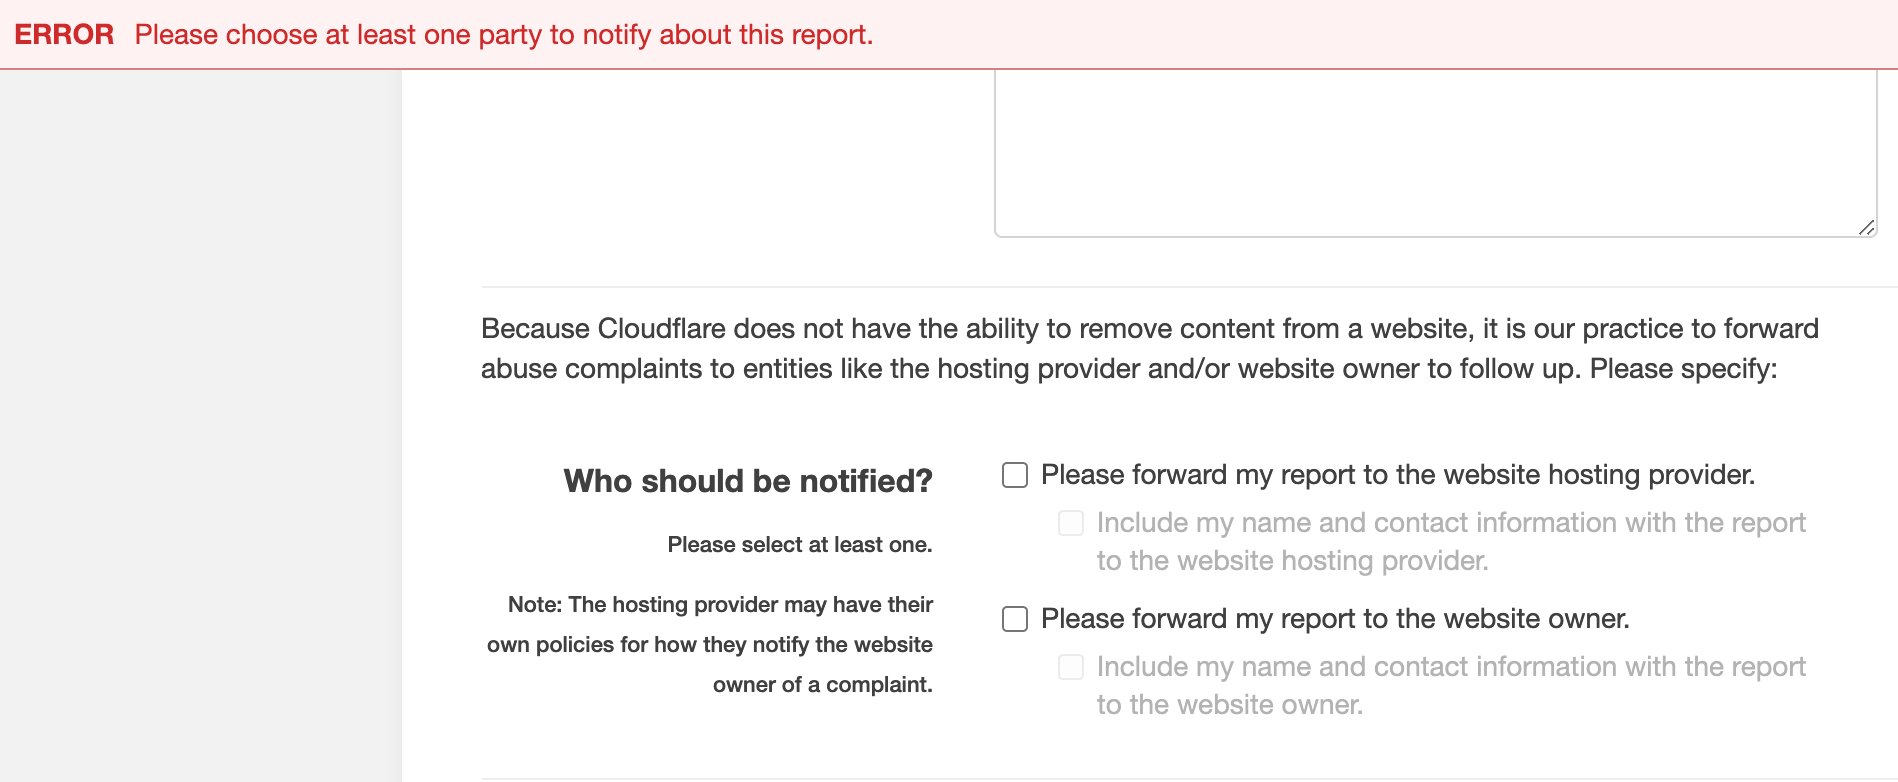 ERROR Please choose at least one party to notify about this report.
Because Cloudflare does not have the ability to remove content from a website, it is our practice to forward
abuse complaints to entities like the hosting provider and/or website owner to follow up. Please specify:
Who should be notified?
Please select at least one.
Note: The hosting provider may have their
own policies for how they notify the website
owner of a complaint.
Please forward my report to the website hosting provider.
Include my name and contact information with the report
to the website hosting provider.
Please forward my report to the website owner.
Include my name and contact information with the report
to the website owner.